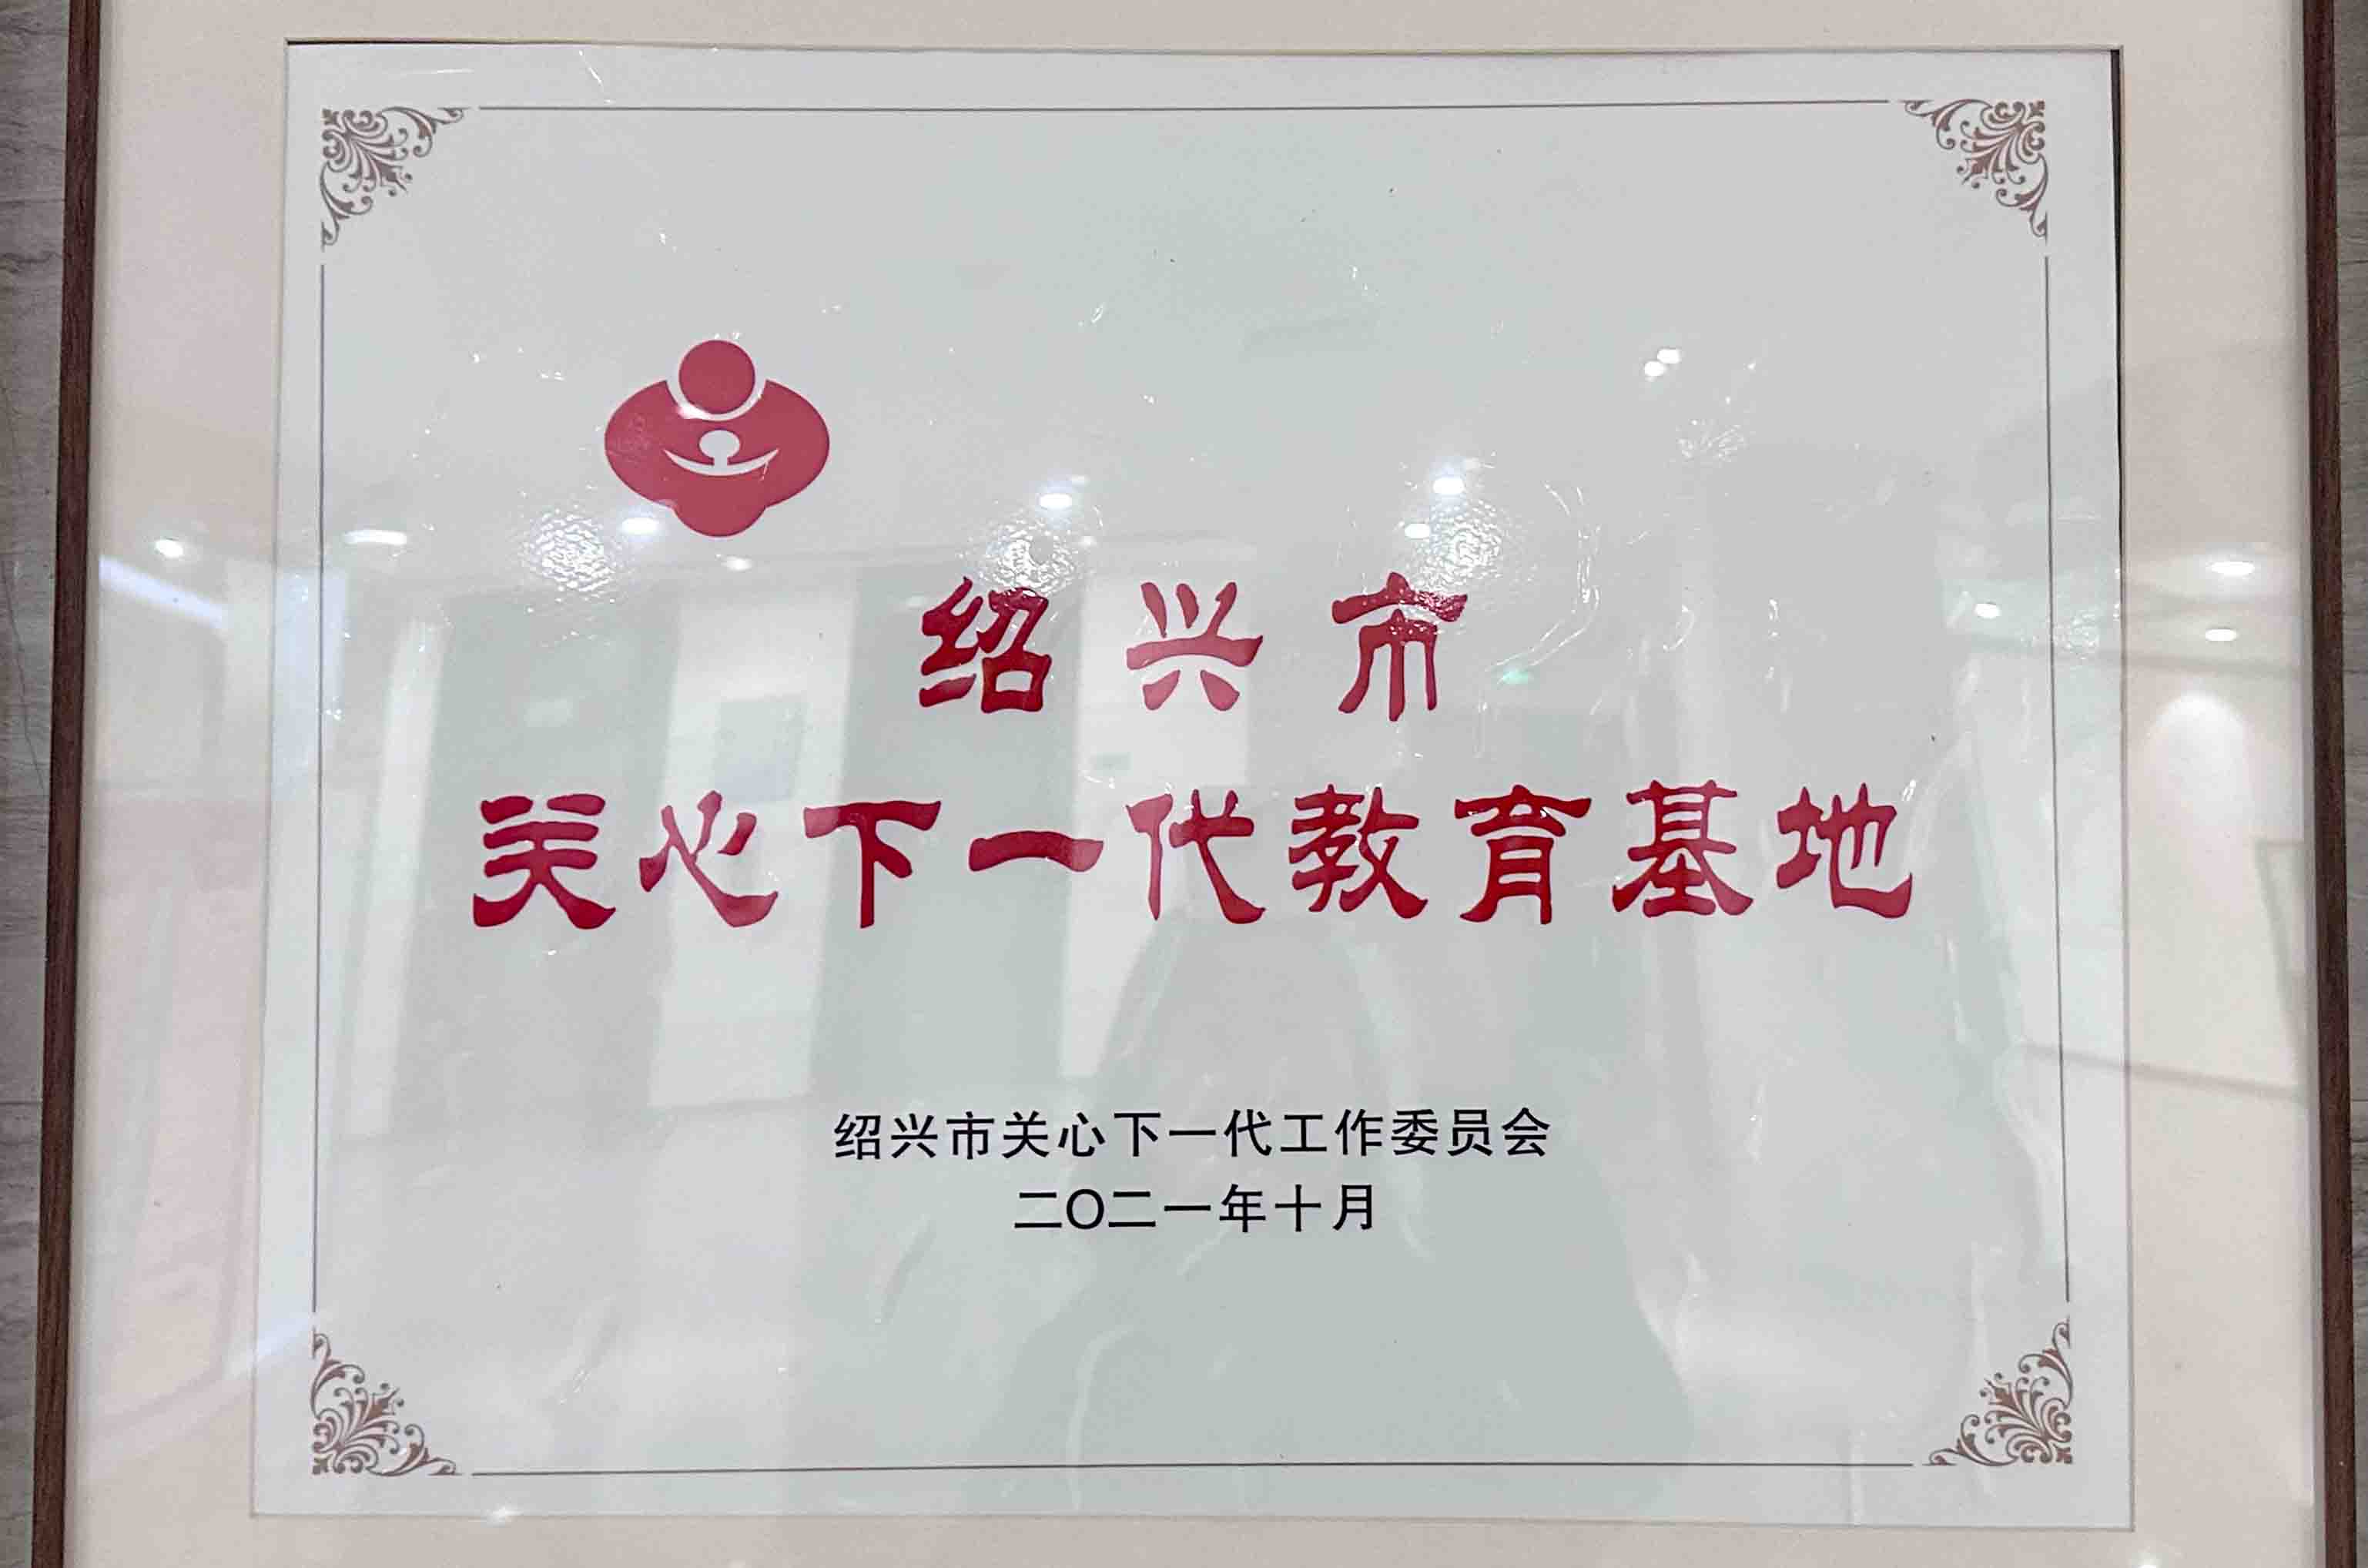 绍兴市
关心下一代教育基地
绍兴市关心下一代工作委员会
二〇二一年十月